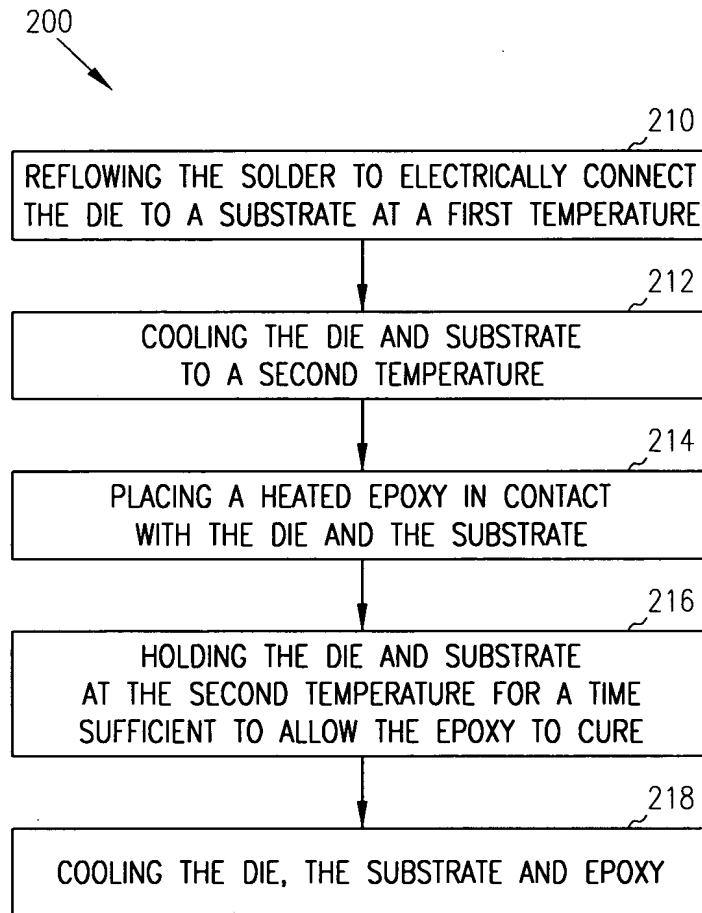 200
210
REFLOWING THE SOLDER TO ELECTRICALLY CONNECT
THE DIE TO A SUBSTRATE AT A FIRST TEMPERATURE
212
COOLING THE DIE AND SUBSTRATE
TO A SECOND TEMPERATURE
214
PLACING A HEATED EPOXY IN CONTACT
WITH THE DIE AND THE SUBSTRATE
216
HOLDING THE DIE AND SUBSTRATE
AT THE SECOND TEMPERATURE FOR A TIME
SUFFICIENT TO ALLOW THE EPOXY TO CURE
218
COOLING THE DIE, THE SUBSTRATE AND EPOXY